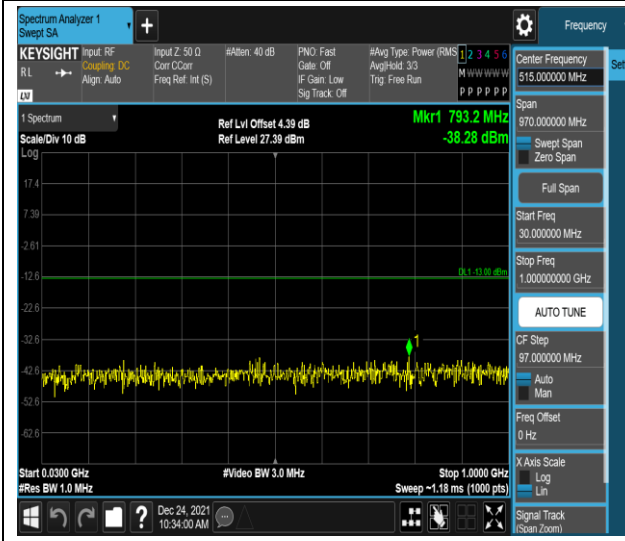 Spectrum Analyzer 1
Swept SA
Frequency
KEYSIGHT
RL
LXI
Input: RF
Coupling: DC
Align: Auto
Input Z: 50 Ω
Corr CCorr
Freq Ref: Int (S)
#Atten: 40 dB
PNO: Fast
Gate: Off
IF Gain: Low
Sig Track: Off
#Avg Type: Power (RMS
Avg|Hold: 3/3
Trig: Free Run
1 2 3 4 5 6
M W W W W W
P P P P P P
1 Spectrum
Scale/Div 10 dB
Log
Ref Lvl Offset 4.39 dB
Ref Level 27.39 dBm
Mkr1 793.2 MHz
-38.28 dBm
17.4
7.39
-2.61
-12.6
-22.6
-32.6
-42.6
-52.6
-62.6
DL1 -13.00 dBm
1
Start 0.0300 GHz
#Res BW 1.0 MHz
#Video BW 3.0 MHz
Stop 1.0000 GHz
Sweep ~1.18 ms (1000 pts)
Center Frequency
515.000000 MHz
Set
Span
970.000000 MHz
Swept Span
Zero Span
Full Span
Start Freq
30.000000 MHz
Stop Freq
1.000000000 GHz
AUTO TUNE
CF Step
97.000000 MHz
Auto
Man
Freq Offset
0 Hz
X Axis Scale
Log
Lin
Signal Track
(Span Zoom)
?
Dec 24, 2021
10:34:00 AM